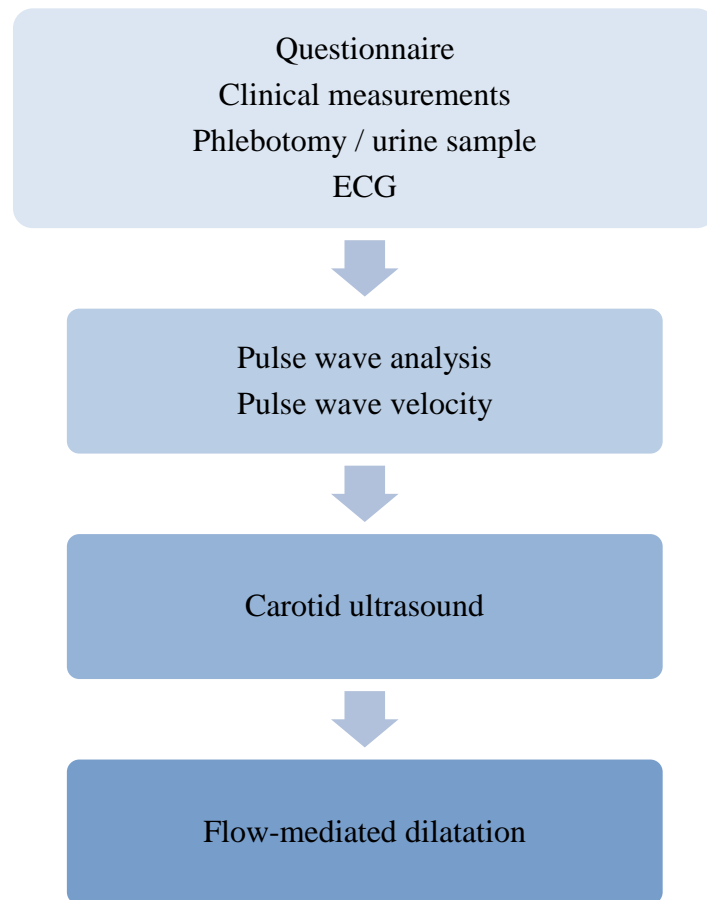 Questionnaire
Clinical measurements
Phlebotomy / urine sample
ECG
Pulse wave analysis
Pulse wave velocity
Carotid ultrasound
Flow-mediated dilatation